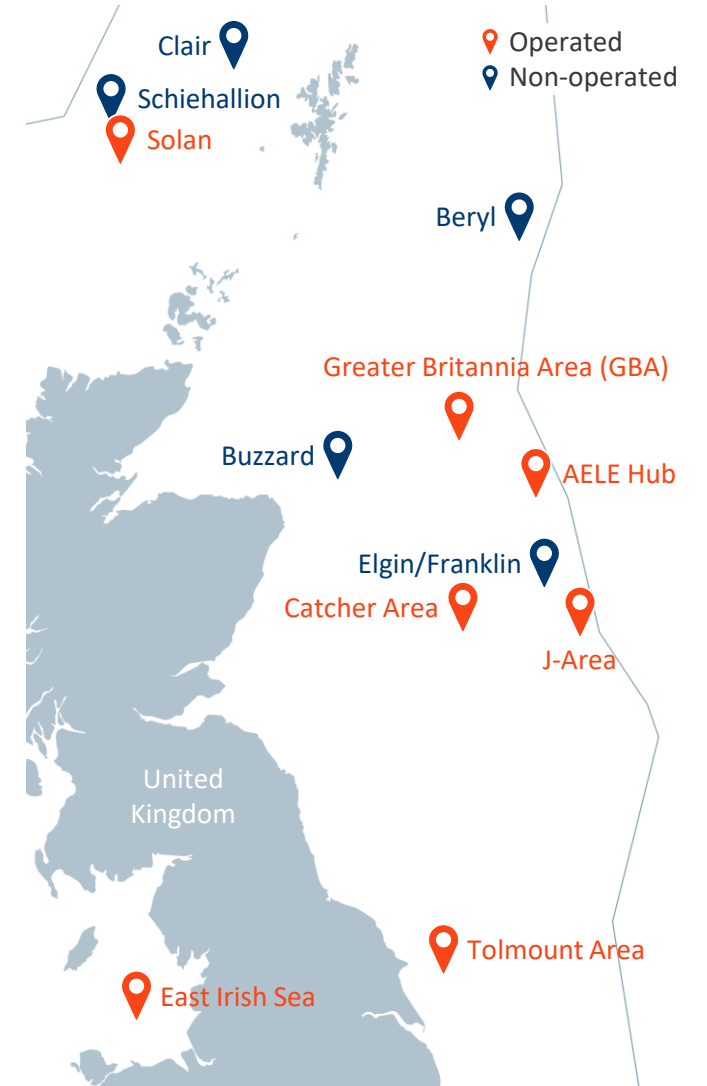 Clair
Operated
Non-operated
Schiehallion
Solan
Beryl
Greater Britannia Area (GBA)
Buzzard
AELE Hub
Elgin/Franklin
Catcher Area
J-Area
United
Kingdom
Tolmount Area
East Irish Sea